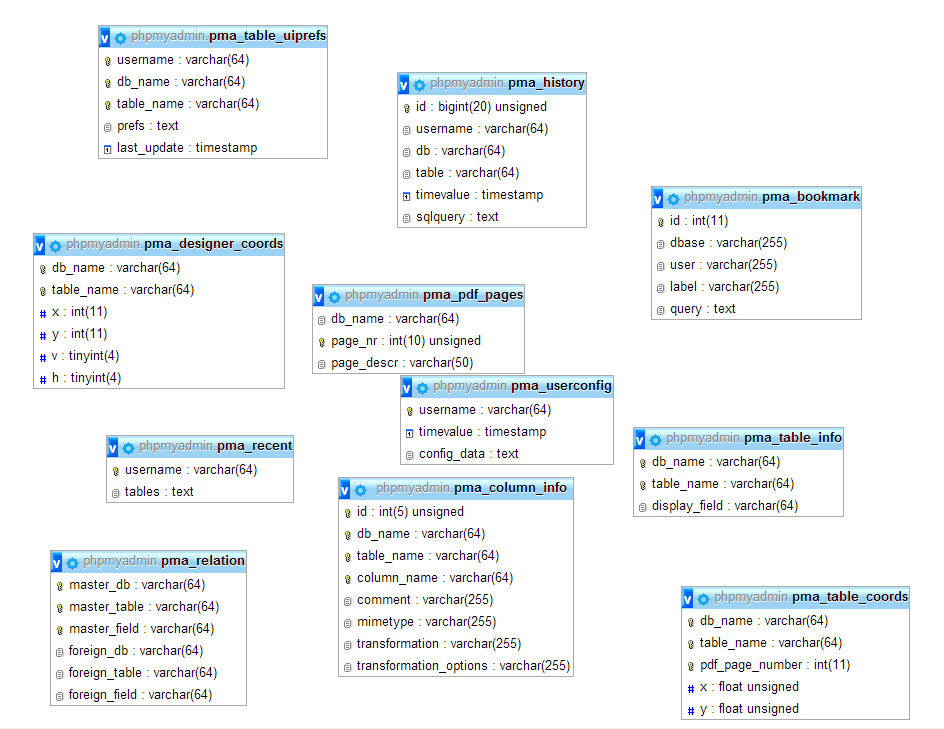 v phpmyadmin.pma_table_uiprefs
username : varchar(64)
db_name : varchar(64)
table_name : varchar(64)
prefs : text
last_update : timestamp
v phpmyadmin.pma_history
id : bigint(20) unsigned
username : varchar(64)
db : varchar(64)
table : varchar(64)
timevalue : timestamp
sqlquery : text
v phpmyadmin.pma_bookmark
id : int(11)
dbase : varchar(255)
user : varchar(255)
label : varchar(255)
query : text
v phpmyadmin.pma_designer_coords
db_name : varchar(64)
table_name : varchar(64)
# x : int(11)
# y : int(11)
# v : tinyint(4)
# h : tinyint(4)
v phpmyadmin.pma_pdf_pages
db_name : varchar(64)
page_nr : int(10) unsigned
page_descr : varchar(50)
v phpmyadmin.pma_userconfig
username : varchar(64)
timevalue : timestamp
config_data : text
v phpmyadmin.pma_recent
username : varchar(64)
tables : text
v phpmyadmin.pma_table_info
db_name : varchar(64)
table_name : varchar(64)
display_field : varchar(64)
v phpmyadmin.pma_column_info
id : int(5) unsigned
db_name : varchar(64)
table_name : varchar(64)
column_name : varchar(64)
comment : varchar(255)
mimetype : varchar(255)
transformation : varchar(255)
transformation_options : varchar(255)
v phpmyadmin.pma_relation
master_db : varchar(64)
master_table : varchar(64)
master_field : varchar(64)
foreign_db : varchar(64)
foreign_table : varchar(64)
foreign_field : varchar(64)
v phpmyadmin.pma_table_coords
db_name : varchar(64)
table_name : varchar(64)
pdf_page_number : int(11)
# x : float unsigned
# y : float unsigned